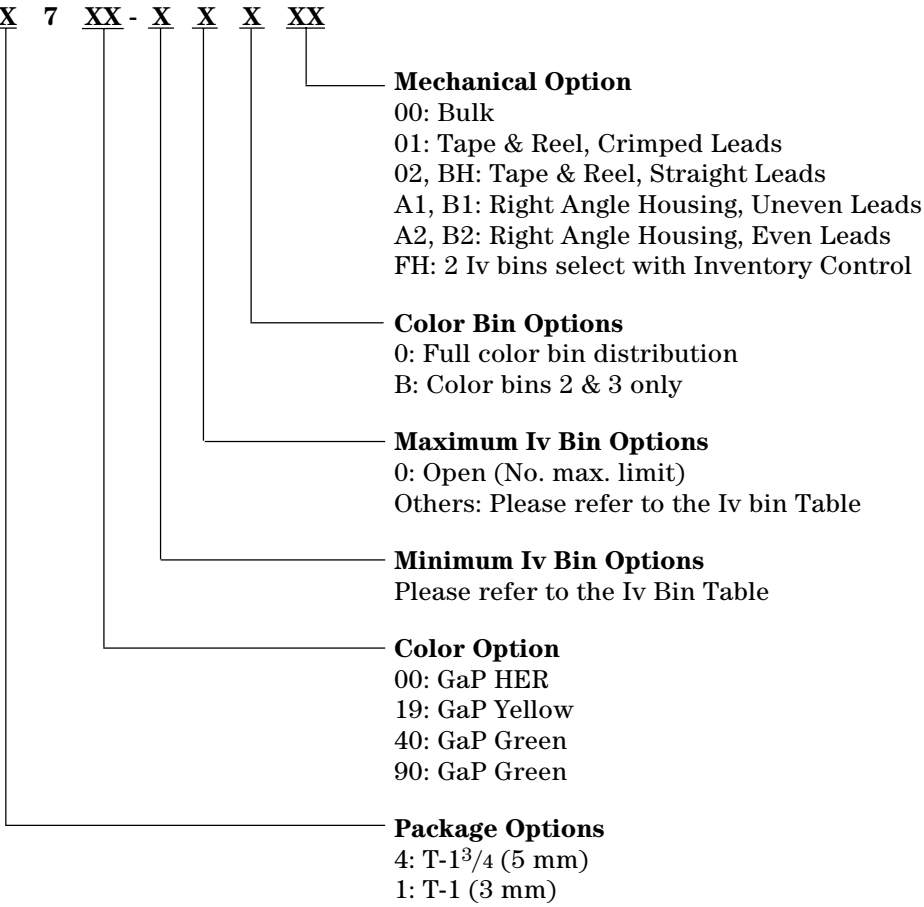 X 7 XX - X X X XX
Mechanical Option
00: Bulk
01: Tape & Reel, Crimped Leads
02, BH: Tape & Reel, Straight Leads
A1, B1: Right Angle Housing, Uneven Leads
A2, B2: Right Angle Housing, Even Leads
FH: 2 Iv bins select with Inventory Control
Color Bin Options
0: Full color bin distribution
B: Color bins 2 & 3 only
Maximum Iv Bin Options
0: Open (No. max. limit)
Others: Please refer to the Iv bin Table
Minimum Iv Bin Options
Please refer to the Iv Bin Table
Color Option
00: GaP HER
19: GaP Yellow
40: GaP Green
90: GaP Green
Package Options
4: T-1 3/4 (5 mm)
1: T-1 (3 mm)